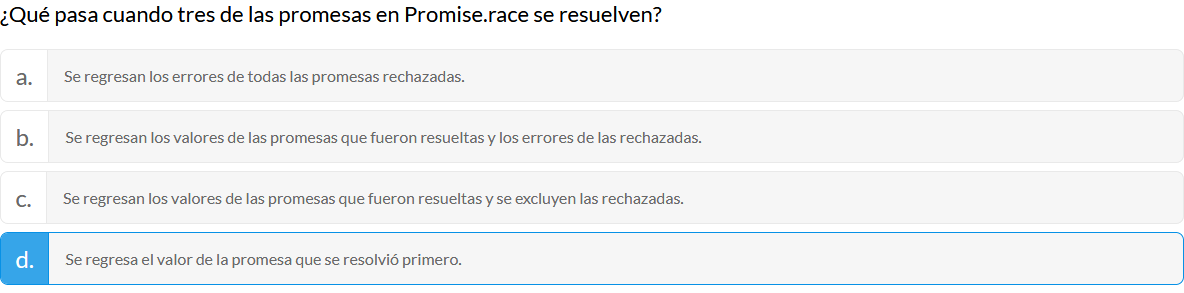 ¿Qué pasa cuando tres de las promesas en Promise.race se resuelven?
a. Se regresan los errores de todas las promesas rechazadas.
b. Se regresan los valores de las promesas que fueron resueltas y los errores de las rechazadas.
c. Se regresan los valores de las promesas que fueron resueltas y se excluyen las rechazadas.
d. Se regresa el valor de la promesa que se resolvió primero.